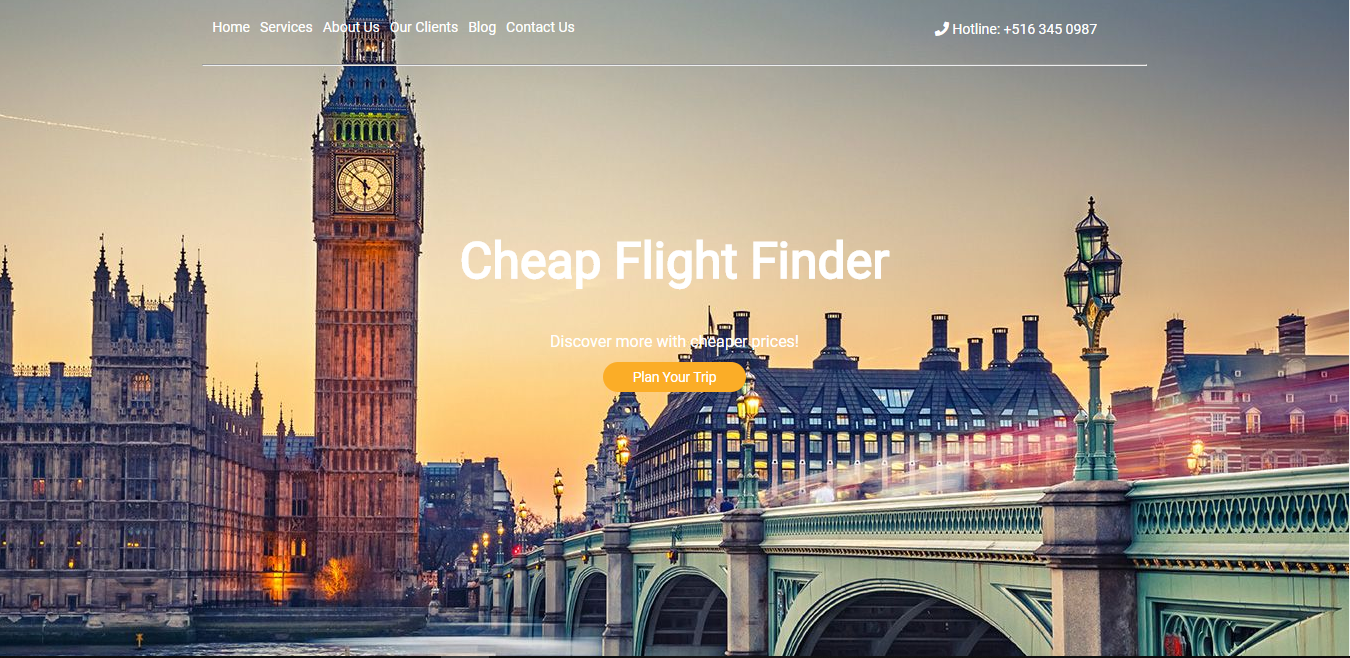 Home Services About Us Our Clients Blog Contact Us
Hotline: +516 345 0987
Cheap Flight Finder
Discover more with cheaper prices!
Plan Your Trip